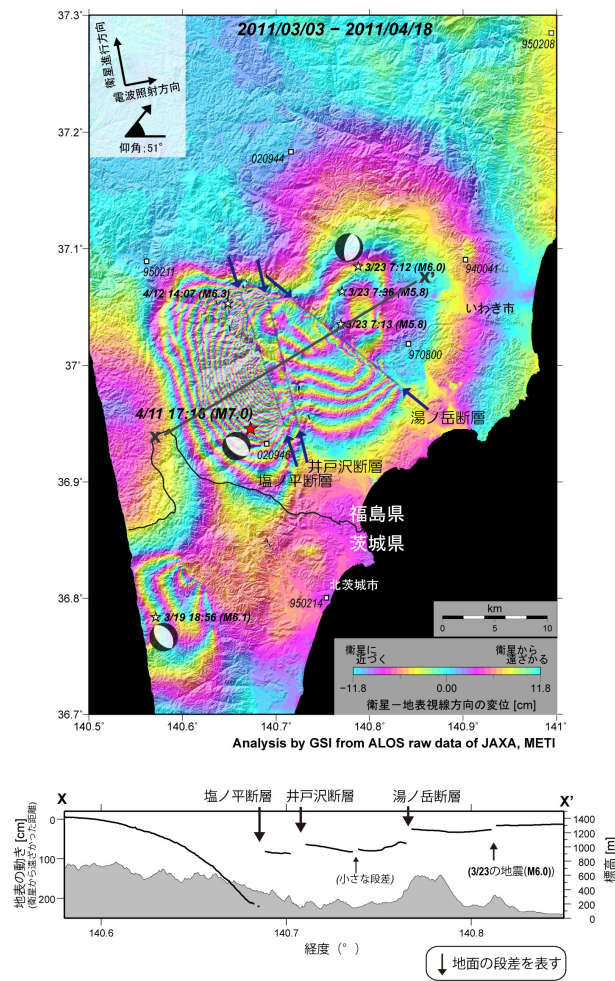 2011/03/03 − 2011/04/18
37.3˚
37.2˚
37.1˚
37˚
36.9˚
36.8˚
36.7˚
衛星進行方向
電波照射方向
仰角:51°
950208
020944
950211
940041
3/23 7:12 (M6.0)
X'
4/12 14:07 (M6.3)
3/23 7:36 (M5.8)
いわき市
3/23 7:13 (M5.8)
970800
4/11 17:16 (M7.0)
湯ノ岳断層
X
020946
井戸沢断層
塩ノ平断層
福島県
茨城県
北茨城市
950214
3/19 18:56 (M6.1)
km
0 5 10
衛星に
近づく
衛星から
遠ざかる
−11.8 0.00 11.8
衛星−地表視線方向の変位 [cm]
140.5˚ 140.6˚ 140.7˚ 140.8˚ 140.9˚ 141˚
Analysis by GSI from ALOS raw data of JAXA, METI
X
塩ノ平断層 井戸沢断層 湯ノ岳断層
X'
地表の動き [cm]
(衛星から遠ざかった距離)
0
100
200
(小さな段差)
(3/23の地震(M6.0))
1400
1200
1000
800
600
400
200
0
標高 [m]
140.6 140.7 140.8
経度（°）
地面の段差を表す